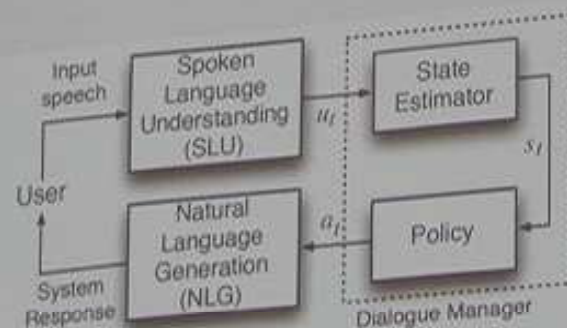 Input
speech
Spoken
Language
Understanding
(SLU)
u_t
State
Estimator
s_t
User
Natural
Language
Generation
(NLG)
a_t
Policy
System
Response
Dialogue Manager